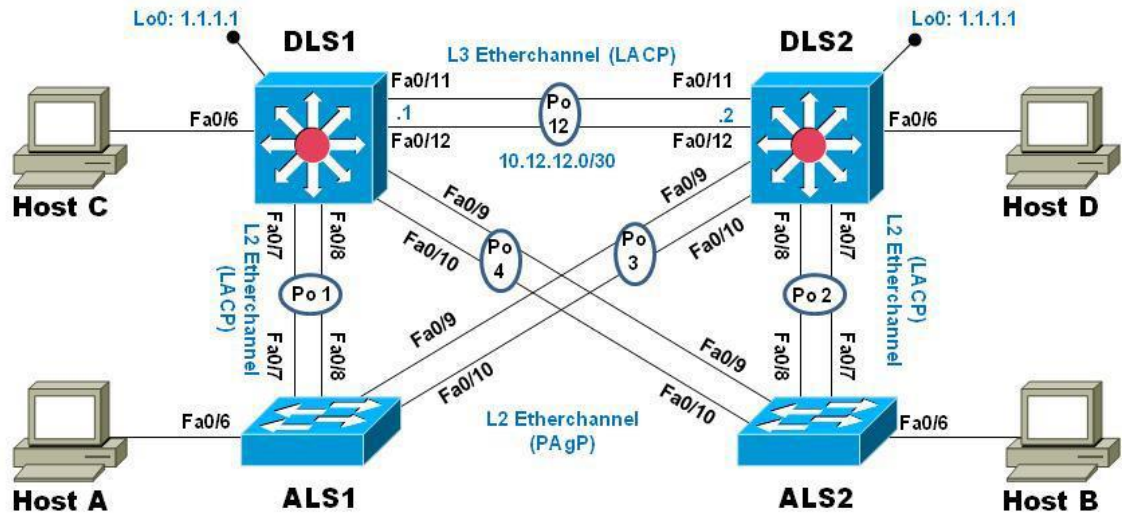 Lo0: 1.1.1.1
Lo0: 1.1.1.1
DLS1
DLS2
L3 Etherchannel (LACP)
Fa0/11
Fa0/11
Fa0/6
.1
Po
12
.2
Fa0/6
Fa0/12
Fa0/12
10.12.12.0/30
Host C
Host D
Fa0/9
Fa0/9
Fa0/10
Fa0/10
Po
4
Po
3
Fa0/7
Fa0/8
Fa0/8
Fa0/7
L2 Etherchannel
(LACP)
(LACP)
L2 Etherchannel
Po 1
Po 2
Fa0/7
Fa0/8
Fa0/9
Fa0/10
Fa0/9
Fa0/10
Fa0/8
Fa0/7
L2 Etherchannel
(PAgP)
Fa0/6
Fa0/6
Host A
ALS1
ALS2
Host B